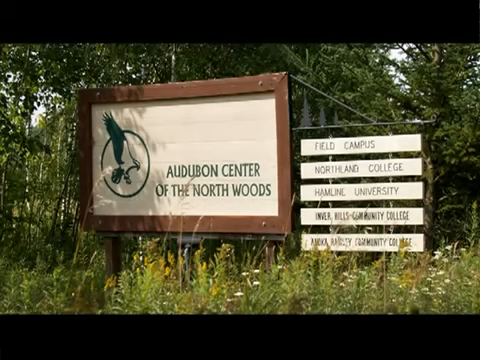 AUDUBON CENTER
OF THE NORTH WOODS
FIELD CAMPUS
NORTHLAND COLLEGE
HAMLINE UNIVERSITY
INVER HILLS COMMUNITY COLLEGE
ANOKA RAMSEY COMMUNITY COLLEGE